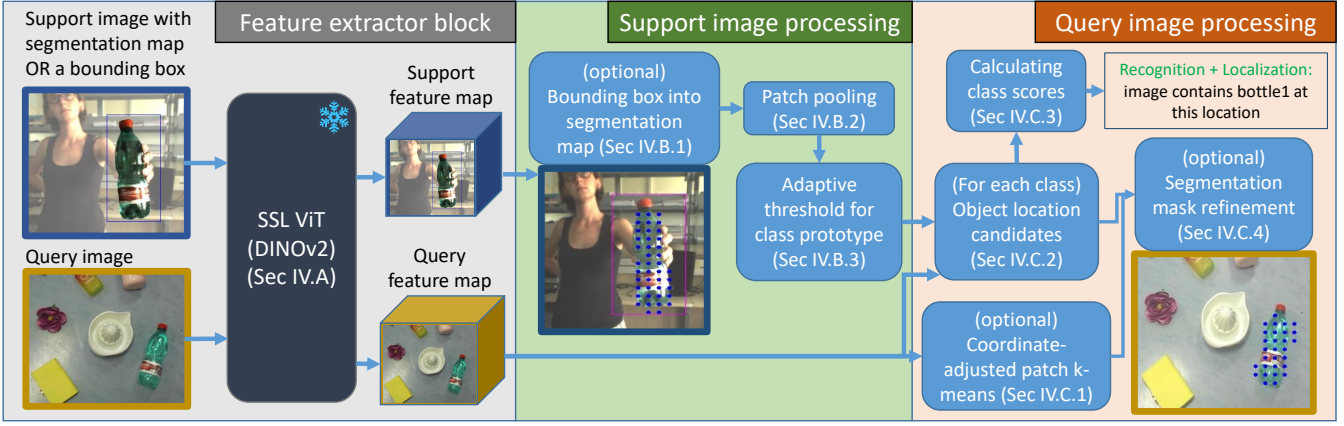 Feature extractor block
Support image with
segmentation map
OR a bounding box
Query image
SSL ViT
(DINOv2)
(Sec IV.A)
Support
feature map
Query
feature map
Support image processing
(optional)
Bounding box into
segmentation
map (Sec IV.B.1)
Patch pooling
(Sec IV.B.2)
Adaptive
threshold for
class prototype
(Sec IV.B.3)
Query image processing
Calculating
class scores
(Sec IV.C.3)
Recognition + Localization:
image contains bottle1 at
this location
(For each class)
Object location
candidates
(Sec IV.C.2)
(optional)
Segmentation
mask refinement
(Sec IV.C.4)
(optional)
Coordinate-
adjusted patch k-
means (Sec IV.C.1)